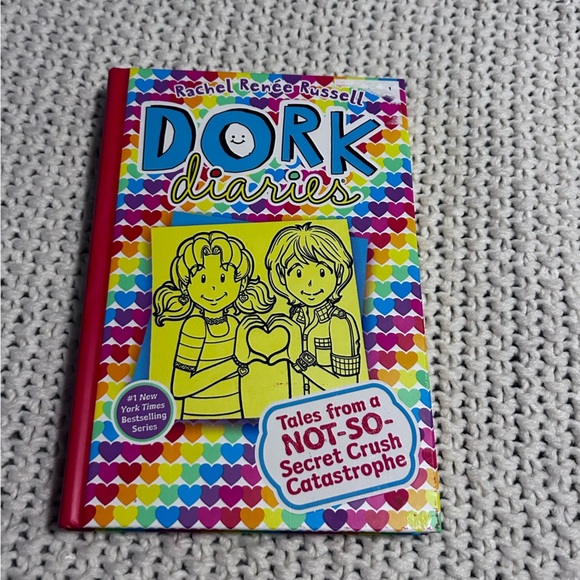 Rachel Renée Russell
DORK
diaries
#1 New
York Times
Bestselling
Series
Tales from a
NOT-SO-
Secret Crush
Catastrophe